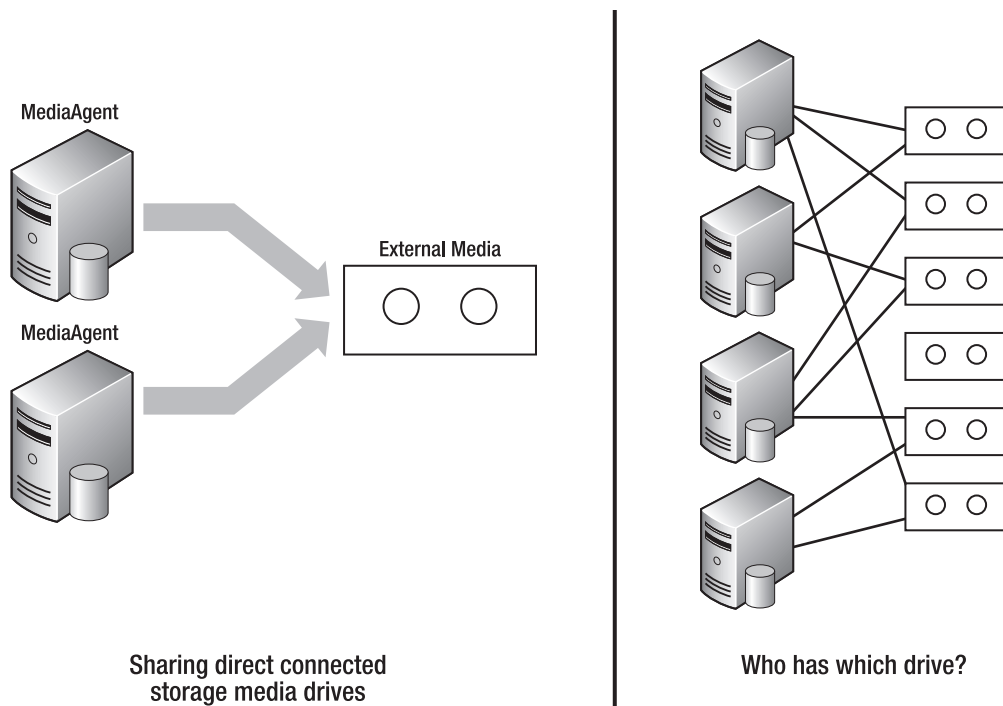 MediaAgent
External Media
MediaAgent
Sharing direct connected
storage media drives
Who has which drive?